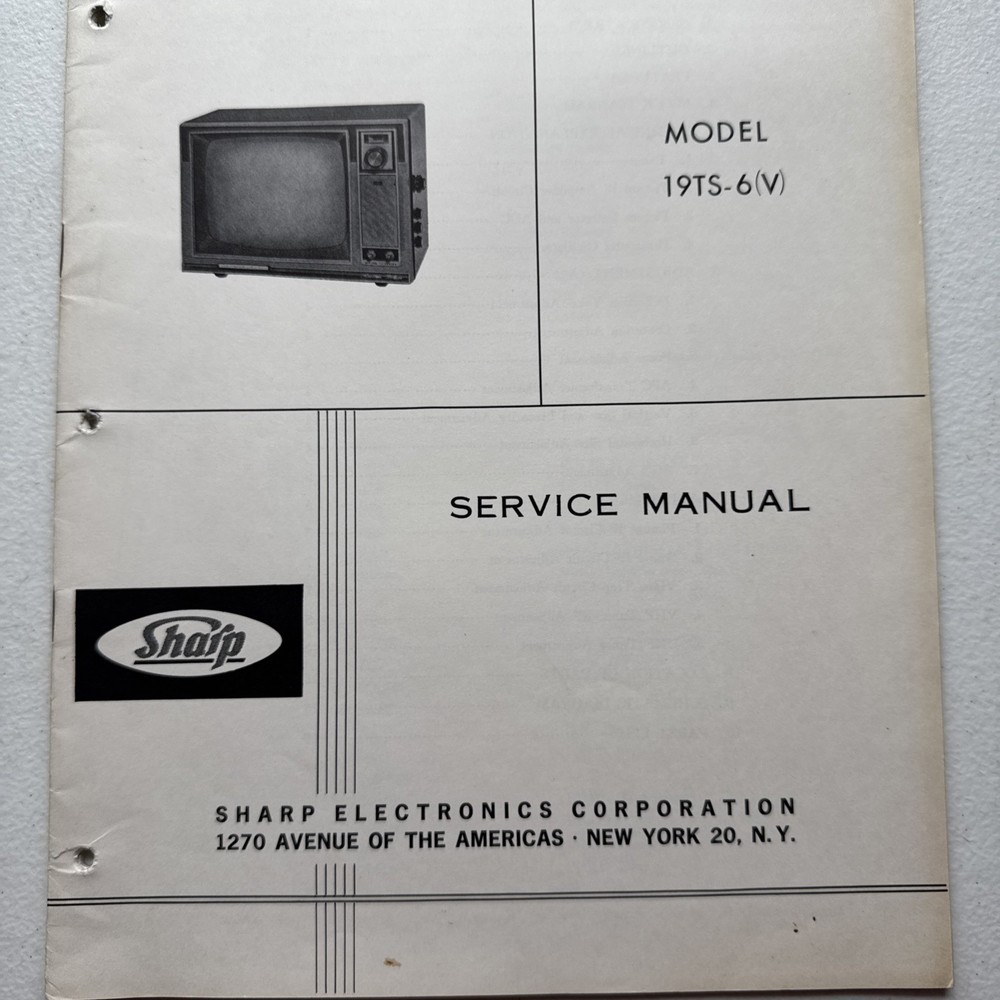 MODEL
19TS-6(V)
SERVICE MANUAL
Sharp
SHARP ELECTRONICS CORPORATION
1270 AVENUE OF THE AMERICAS · NEW YORK 20, N. Y.